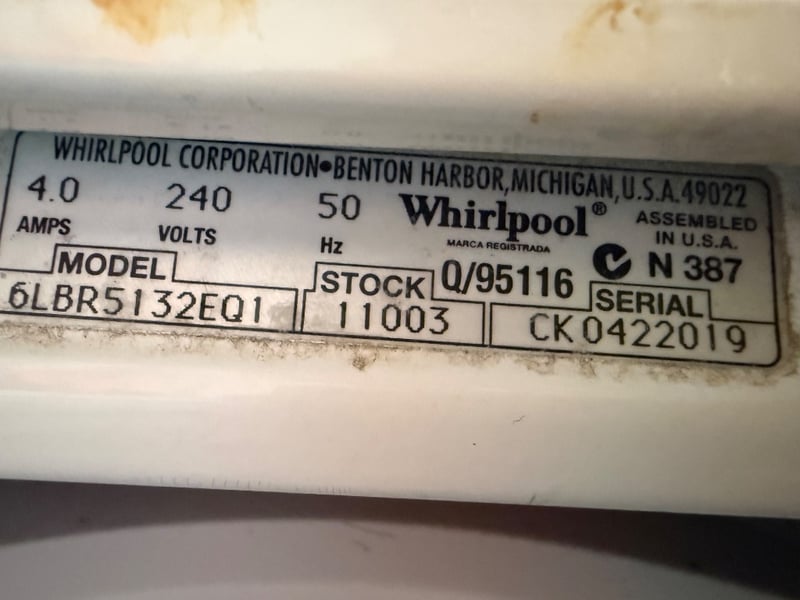 WHIRLPOOL CORPORATION•BENTON HARBOR, MICHIGAN, U.S.A. 49022
4.0 240 50 Whirlpool® ASSEMBLED
AMPS VOLTS Hz MARCA REGISTRADA IN U.S.A.
MODEL STOCK Q/95116 N 387
SERIAL
6LBR5132EQ1 11003 CK0422019